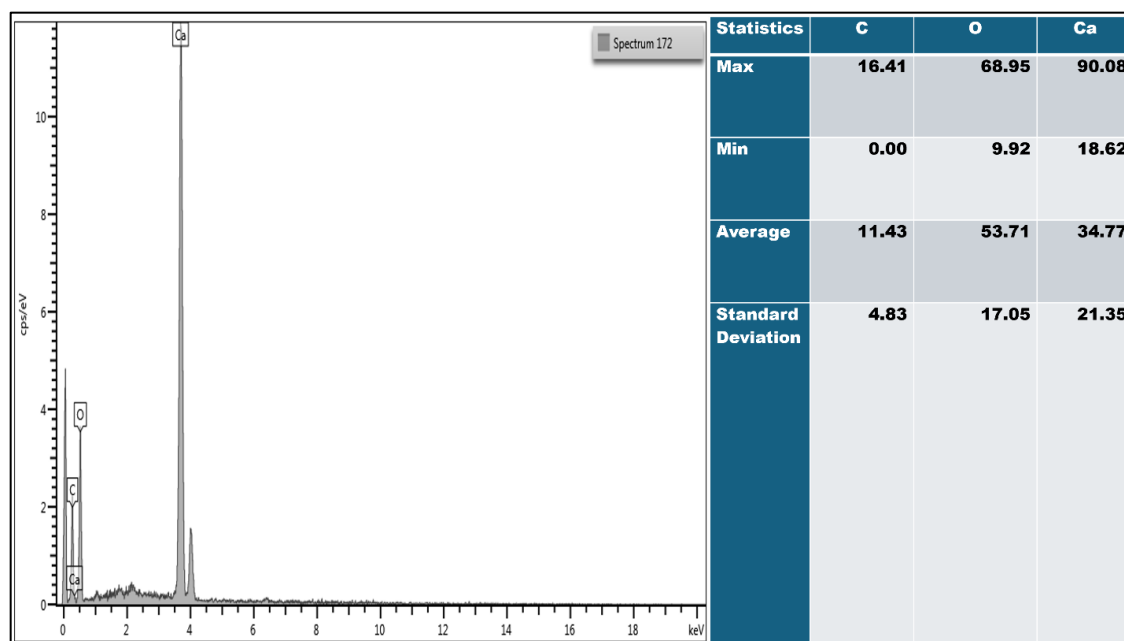 Ca
Spectrum 172
10
8
cps/eV
6
4
O
C
2
Ca
0
0 2 4 6 8 10 12 14 16 18 keV
Statistics C O Ca
Max 16.41 68.95 90.08
Min 0.00 9.92 18.62
Average 11.43 53.71 34.77
Standard 4.83 17.05 21.35
Deviation